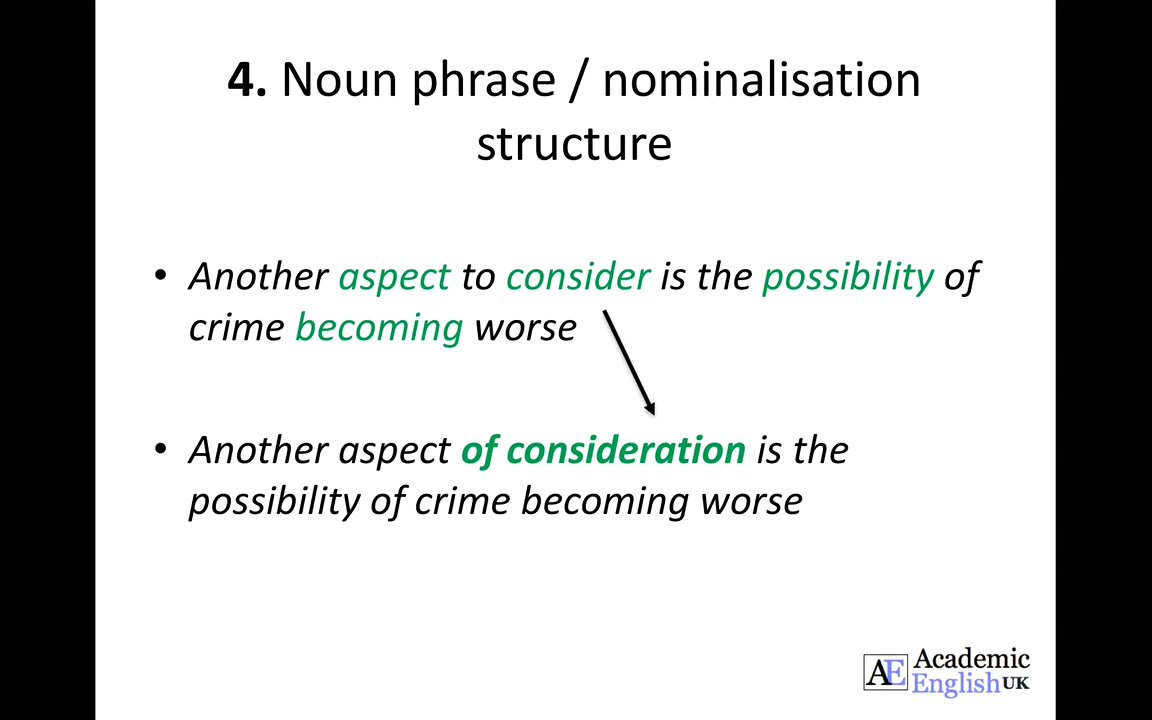 4. Noun phrase / nominalisation
structure
• Another aspect to consider is the possibility of
crime becoming worse
• Another aspect of consideration is the
possibility of crime becoming worse
AE Academic
English UK